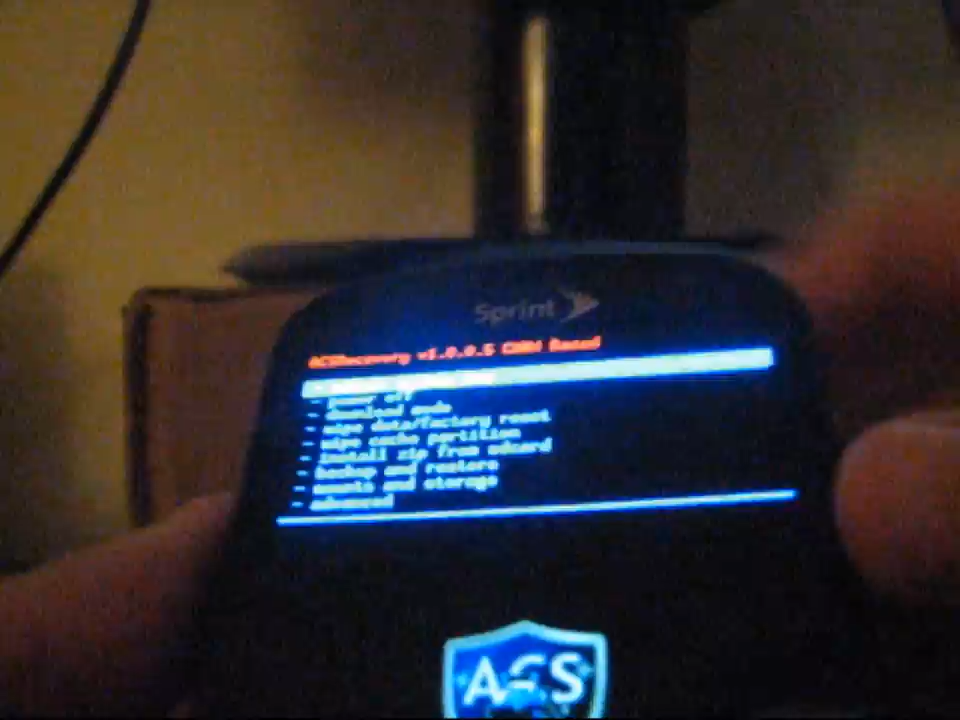 Sprint
ACSRecovery v1.0.0.5 CWM Based
- power off
- download mode
- wipe data/factory reset
- wipe cache partition
- install zip from sdcard
- backup and restore
- mounts and storage
- advanced
ACS